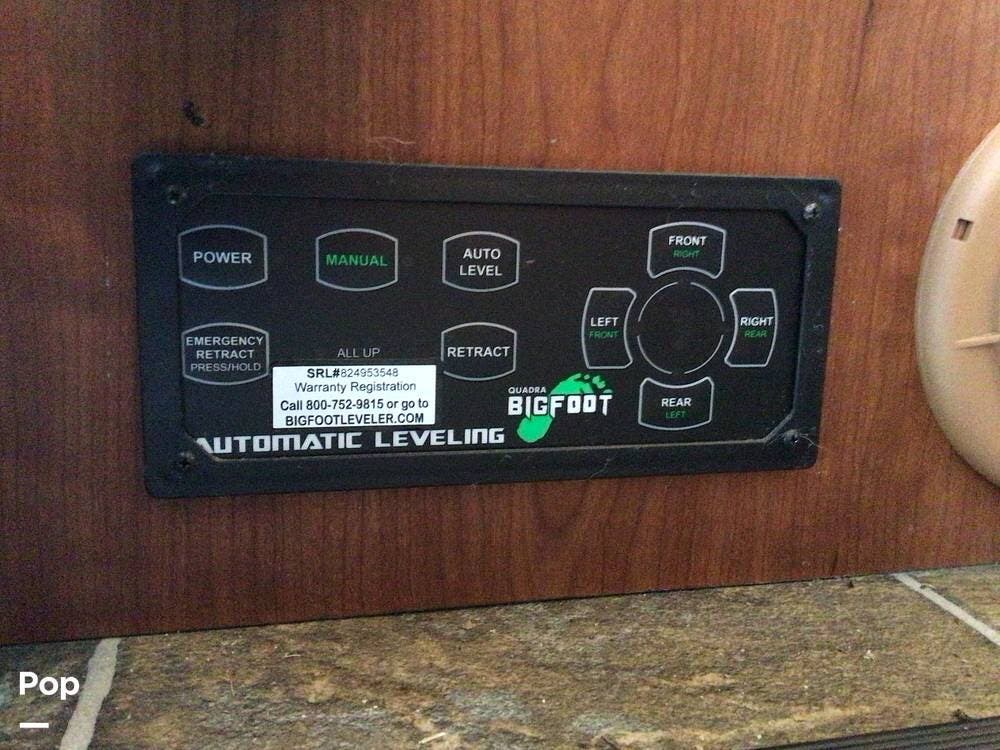 POWER
MANUAL
AUTO
LEVEL
EMERGENCY
RETRACT
PRESS/HOLD
ALL UP
RETRACT
SRL#824953548
Warranty Registration
Call 800-752-9815 or go to
BIGFOOTLEVELER.COM
AUTOMATIC LEVELING
QUADRA
BIGFOOT
FRONT
RIGHT
LEFT
FRONT
RIGHT
REAR
REAR
LEFT
Pop